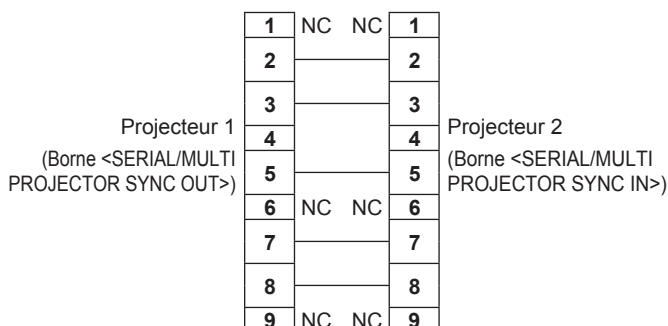 1 NC NC 1
2 2
3 3
Projecteur 1 4 4 Projecteur 2
(Borne <SERIAL/MULTI 5 5 (Borne <SERIAL/MULTI
PROJECTOR SYNC OUT>) PROJECTOR SYNC IN>)
6 NC NC 6
7 7
8 8
9 NC NC 9